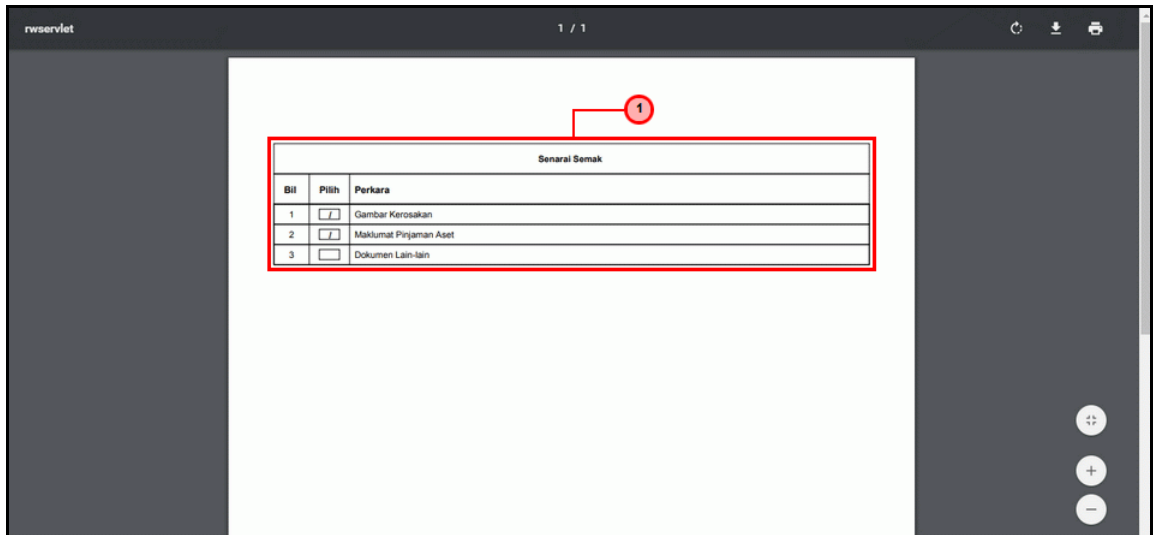 rwservlet 1 / 1
1
Senarai Semak
Bil Pilih Perkara
1 / Gambar Kerosakan
2 / Maklumat Pinjaman Aset
3 Dokumen Lain-lain